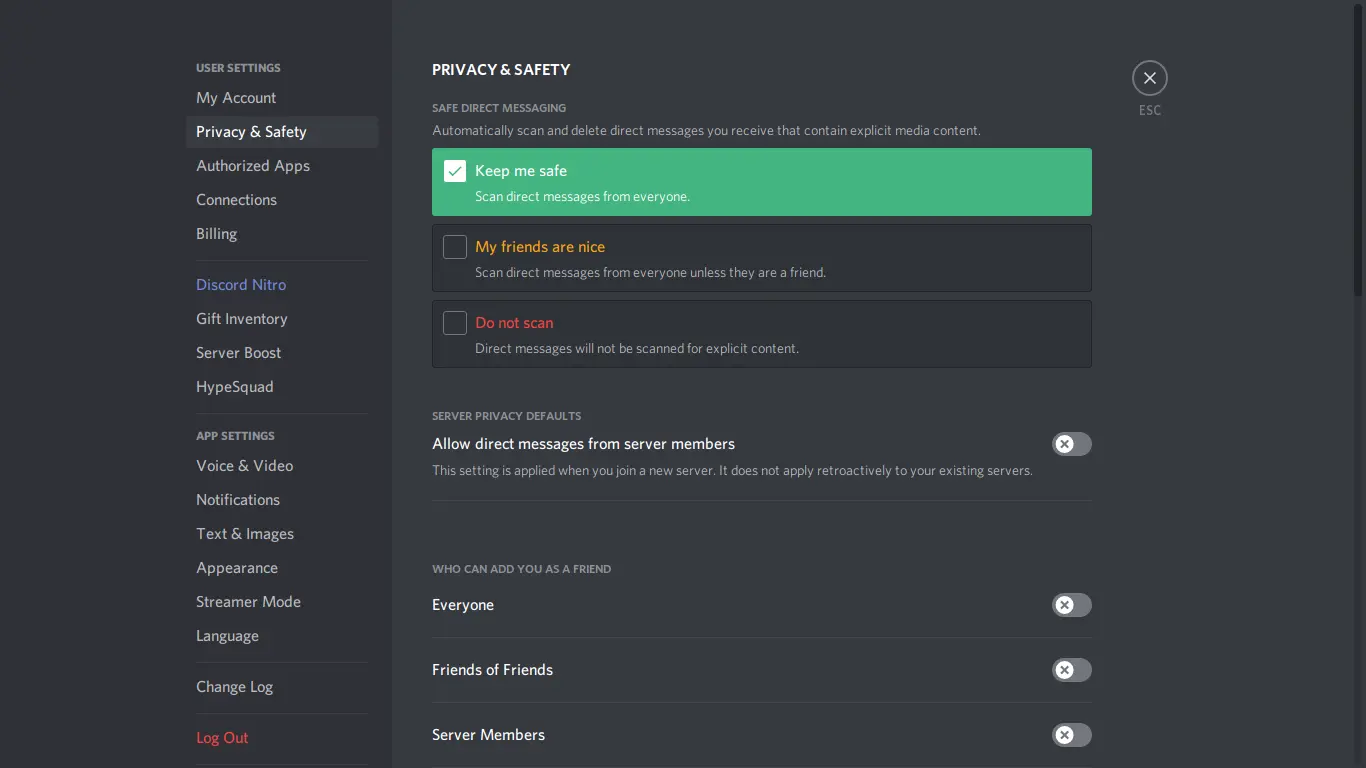 USER SETTINGS
My Account
Privacy & Safety
Authorized Apps
Connections
Billing
Discord Nitro
Gift Inventory
Server Boost
HypeSquad
APP SETTINGS
Voice & Video
Notifications
Text & Images
Appearance
Streamer Mode
Language
Change Log
Log Out
PRIVACY & SAFETY
SAFE DIRECT MESSAGING
Automatically scan and delete direct messages you receive that contain explicit media content.
Keep me safe
Scan direct messages from everyone.
My friends are nice
Scan direct messages from everyone unless they are a friend.
Do not scan
Direct messages will not be scanned for explicit content.
SERVER PRIVACY DEFAULTS
Allow direct messages from server members
This setting is applied when you join a new server. It does not apply retroactively to your existing servers.
WHO CAN ADD YOU AS A FRIEND
Everyone
Friends of Friends
Server Members
ESC